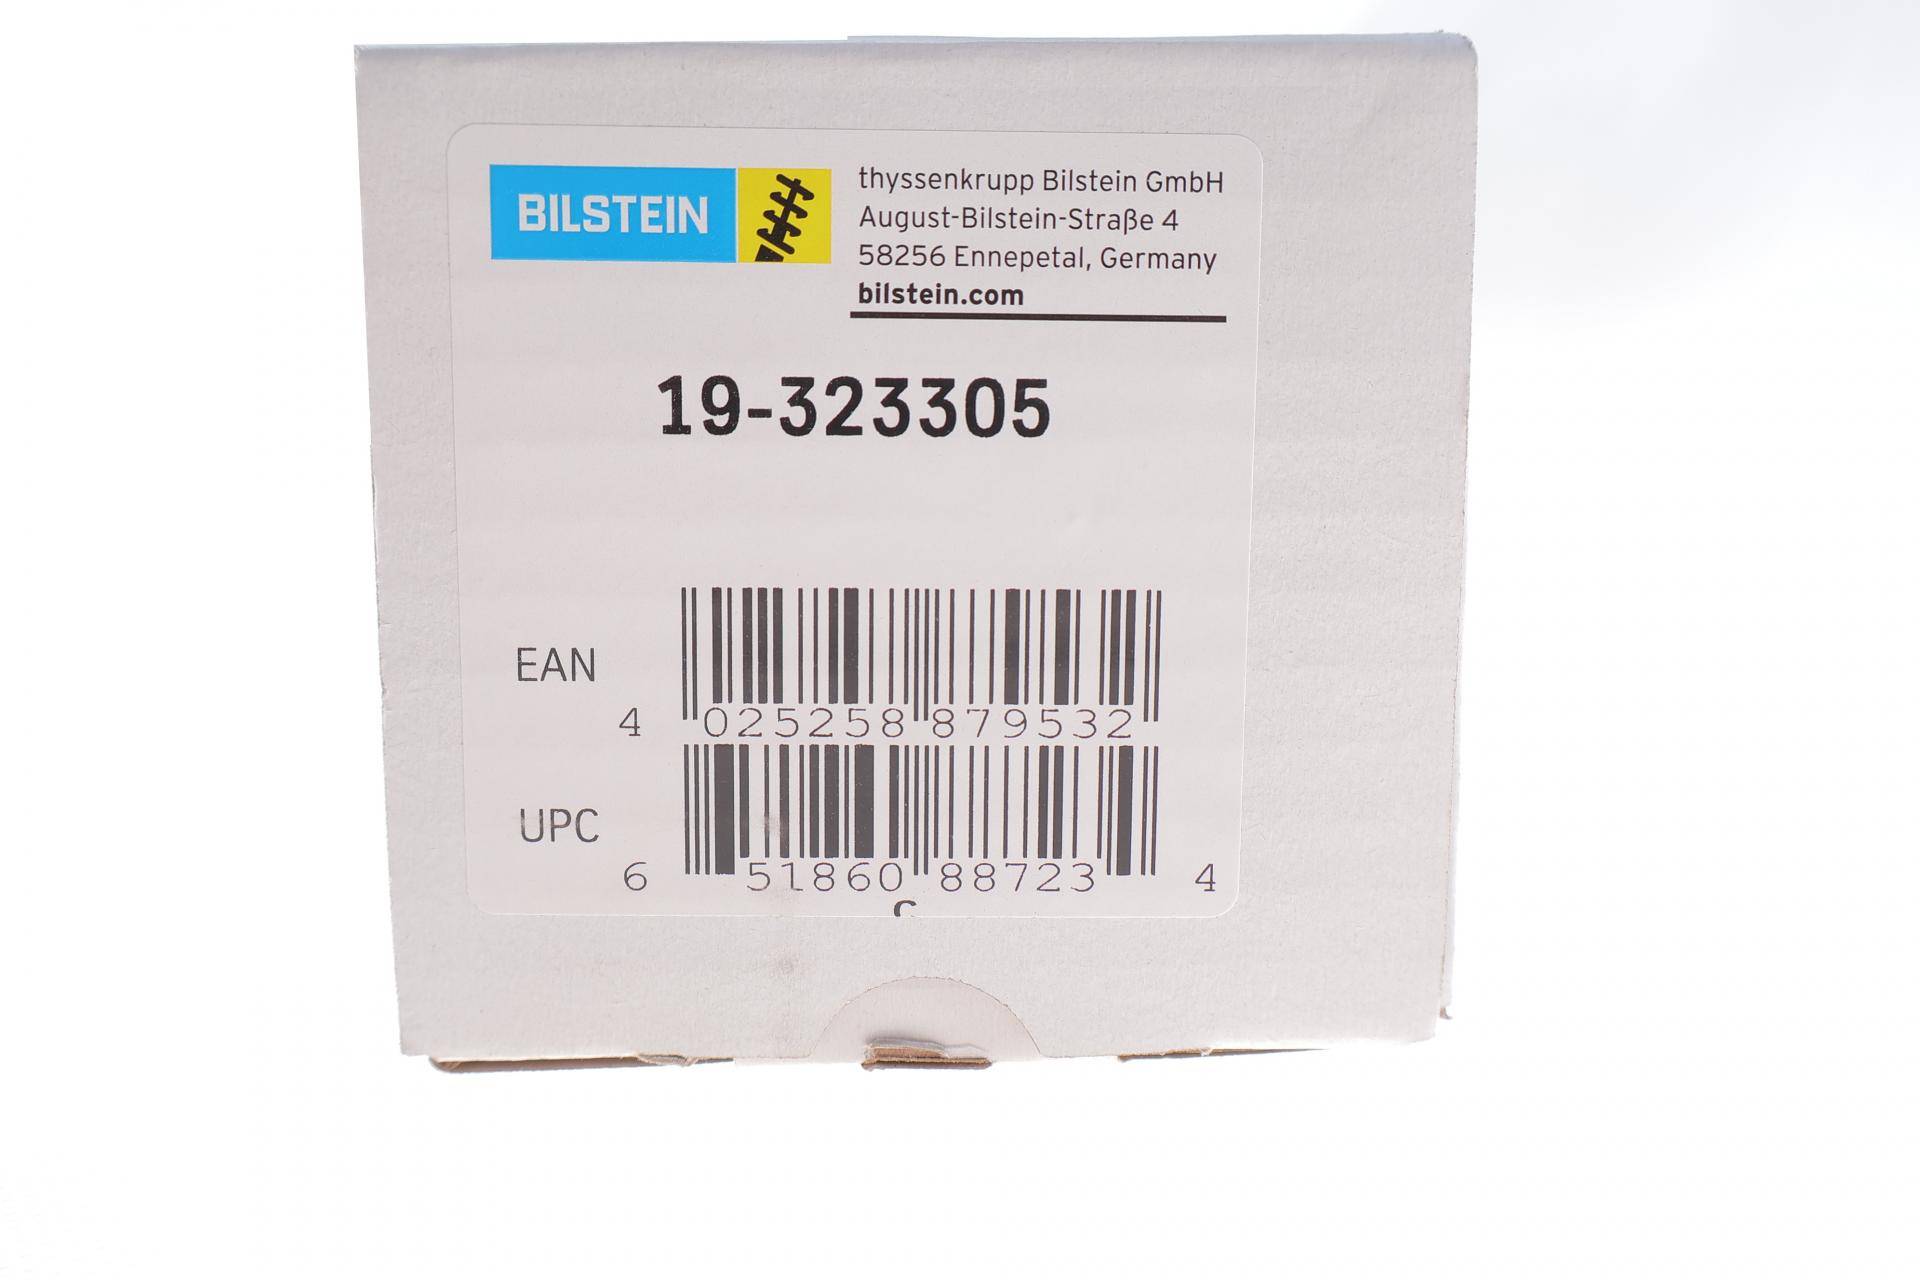 BILSTEIN
thyssenkrupp Bilstein GmbH
August-Bilstein-Straße 4
58256 Ennepetal, Germany
bilstein.com
19-323305
EAN
4 025258 879532
UPC
6 51860 88723 4